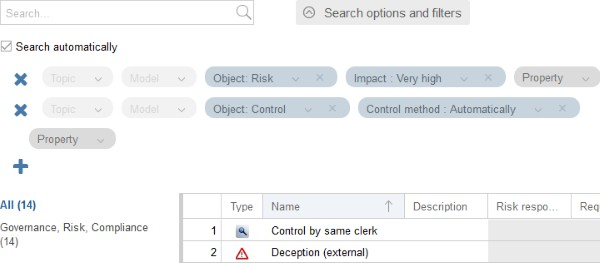 Search...
Search options and filters
Search automatically
Topic Model Object: Risk Impact : Very high Property
Topic Model Object: Control Control method : Automatically
Property
All (14)
Type Name Description Risk respo... Requ
Governance, Risk, Compliance
(14)
1 Control by same clerk
2 Deception (external)